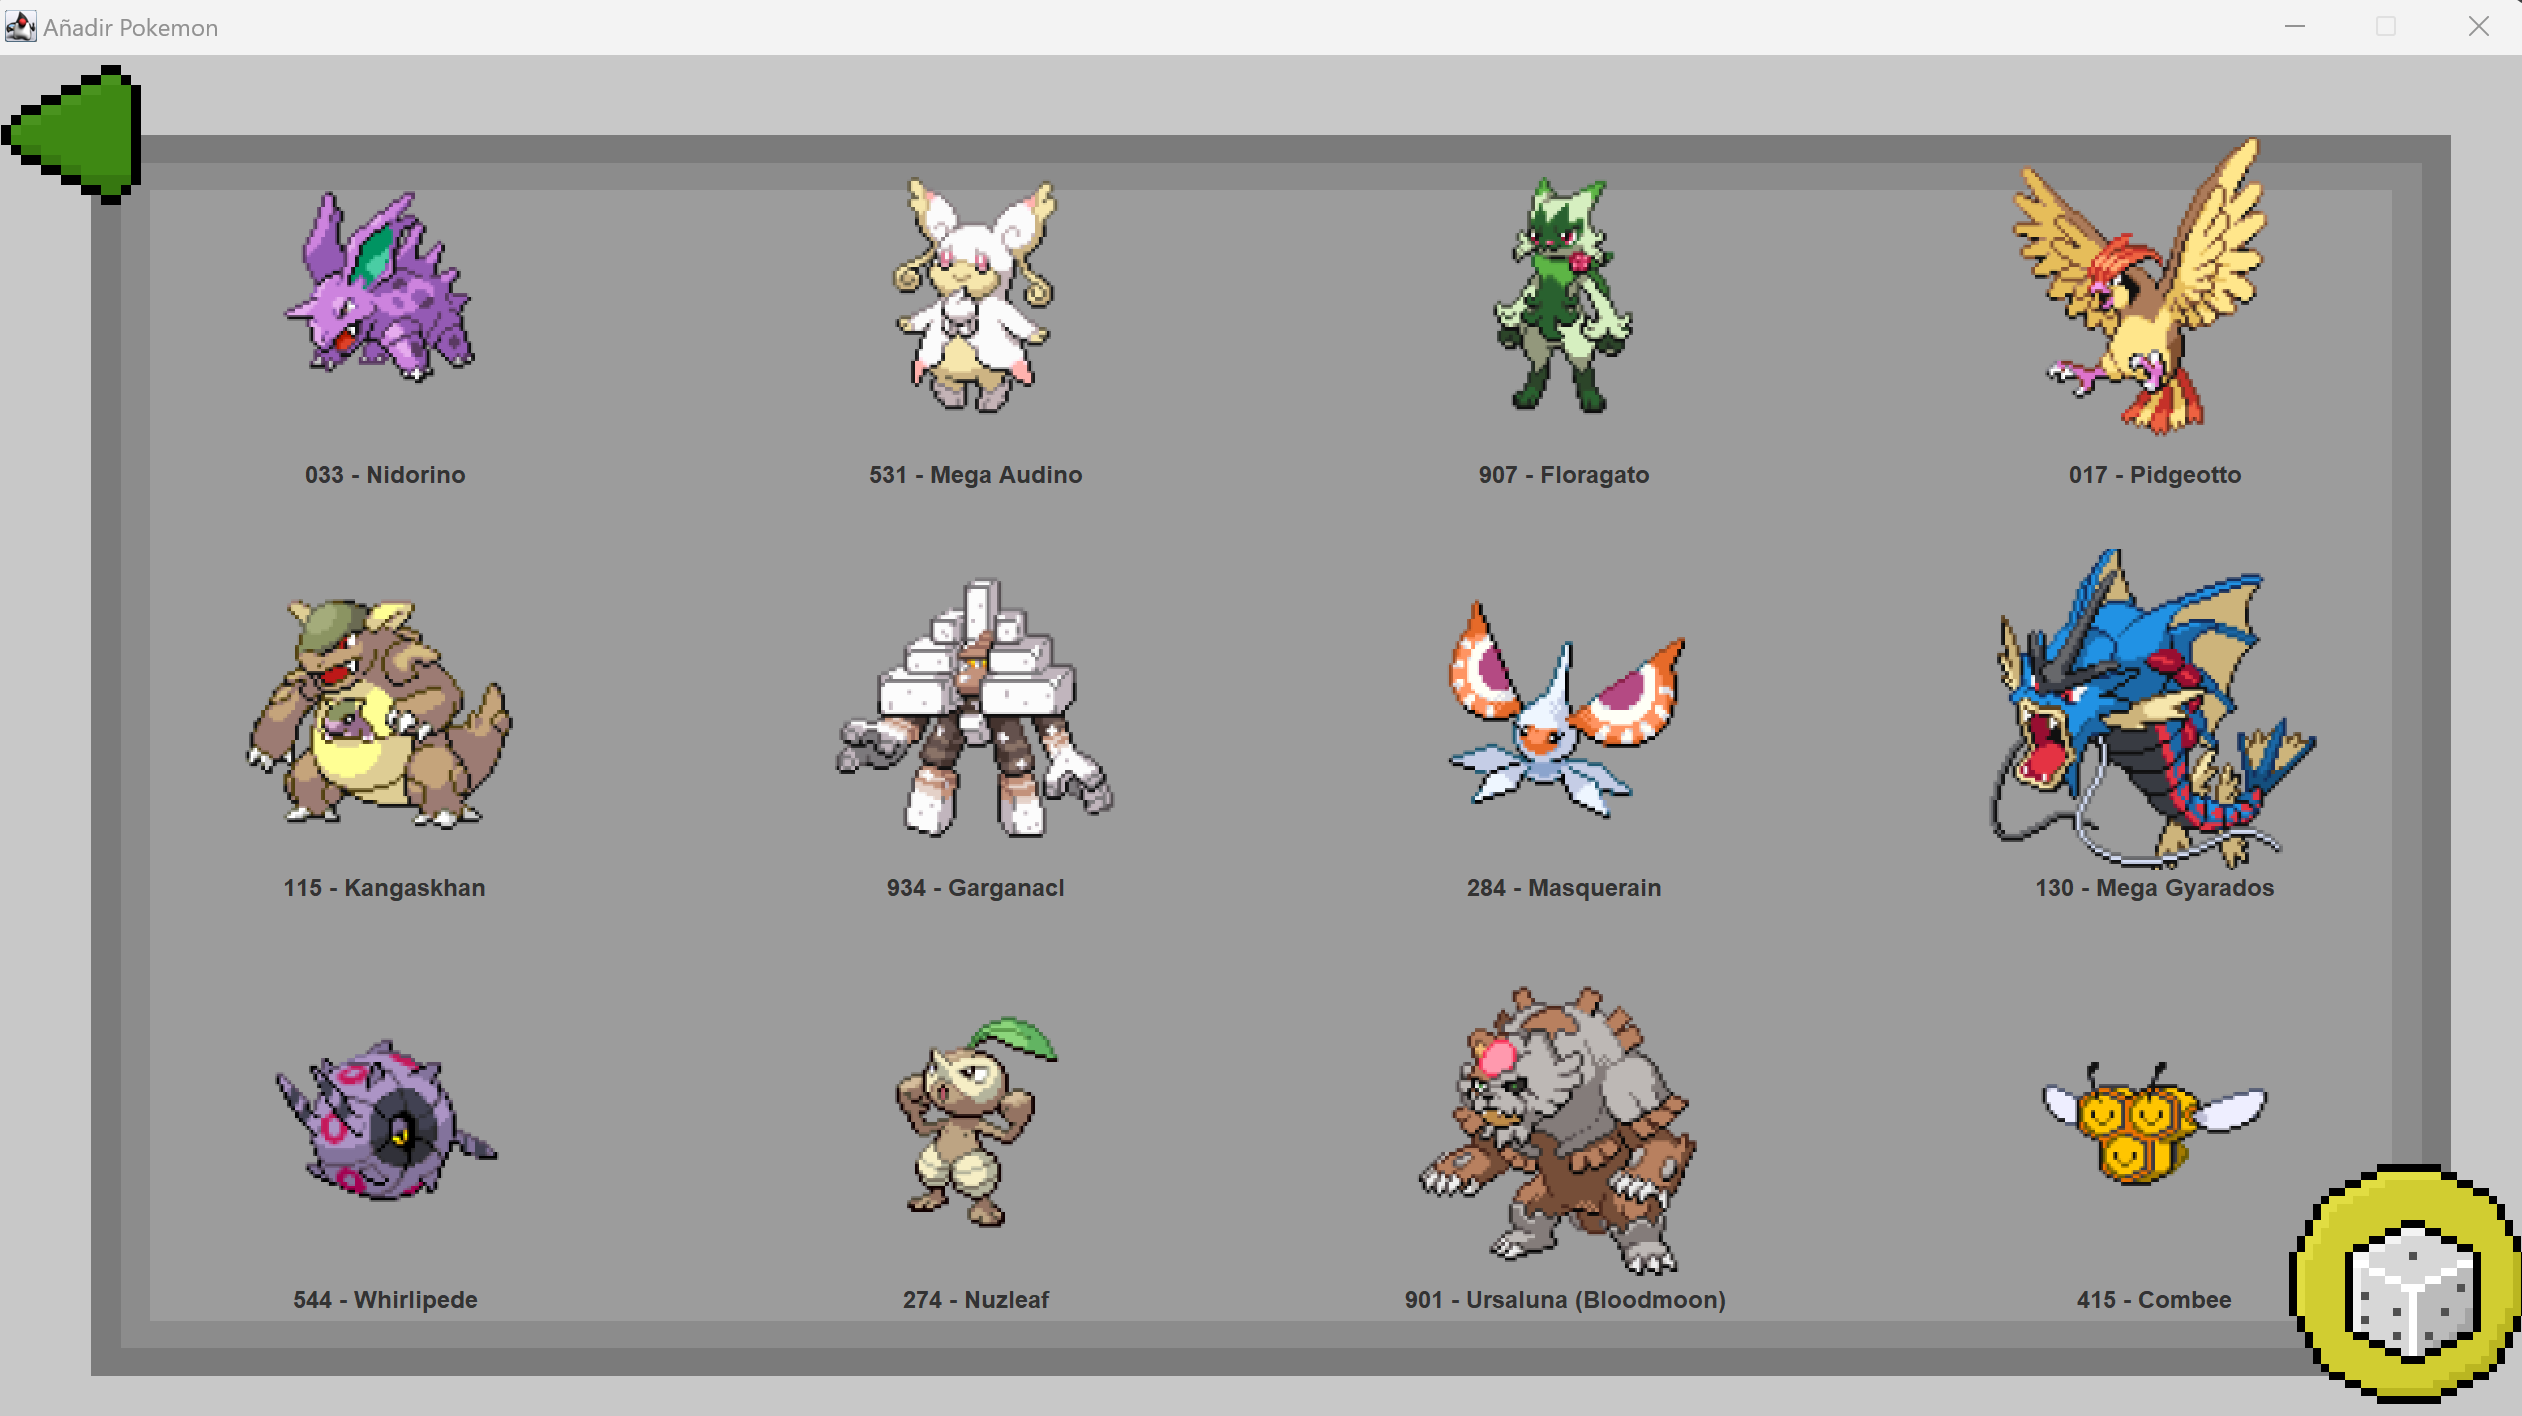 Añadir Pokemon
033 - Nidorino
531 - Mega Audino
907 - Floragato
017 - Pidgeotto
115 - Kangaskhan
934 - Garganacl
284 - Masquerain
130 - Mega Gyarados
544 - Whirlipede
274 - Nuzleaf
901 - Ursaluna (Bloodmoon)
415 - Combee